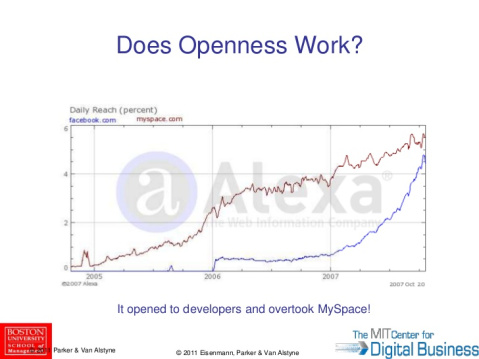 Does Openness Work?
Daily Reach (percent)
facebook.com myspace.com
6
4
2
0
a Alexa®
The Web Information Company
2005 2006 2007
©2007 Alexa 2007 Oct 20
It opened to developers and overtook MySpace!
BOSTON
UNIVERSITY
SCHOOL OF
Management
Parker & Van Alstyne
© 2011 Eisenmann, Parker & Van Alstyne
The MIT Center for
Digital Business